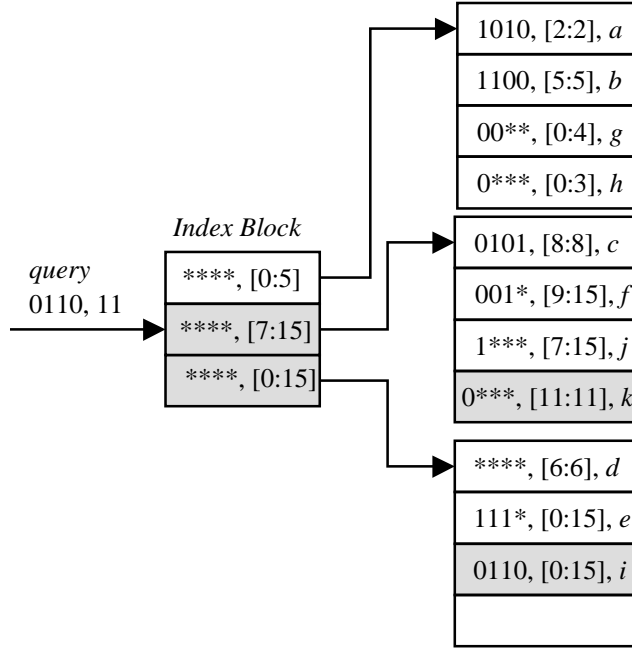 1010, [2:2], a
1100, [5:5], b
00**, [0:4], g
0***, [0:3], h
Index Block
query
0110, 11
****, [0:5]
****, [7:15]
****, [0:15]
0101, [8:8], c
001*, [9:15], f
1***, [7:15], j
0***, [11:11], k
****, [6:6], d
111*, [0:15], e
0110, [0:15], i